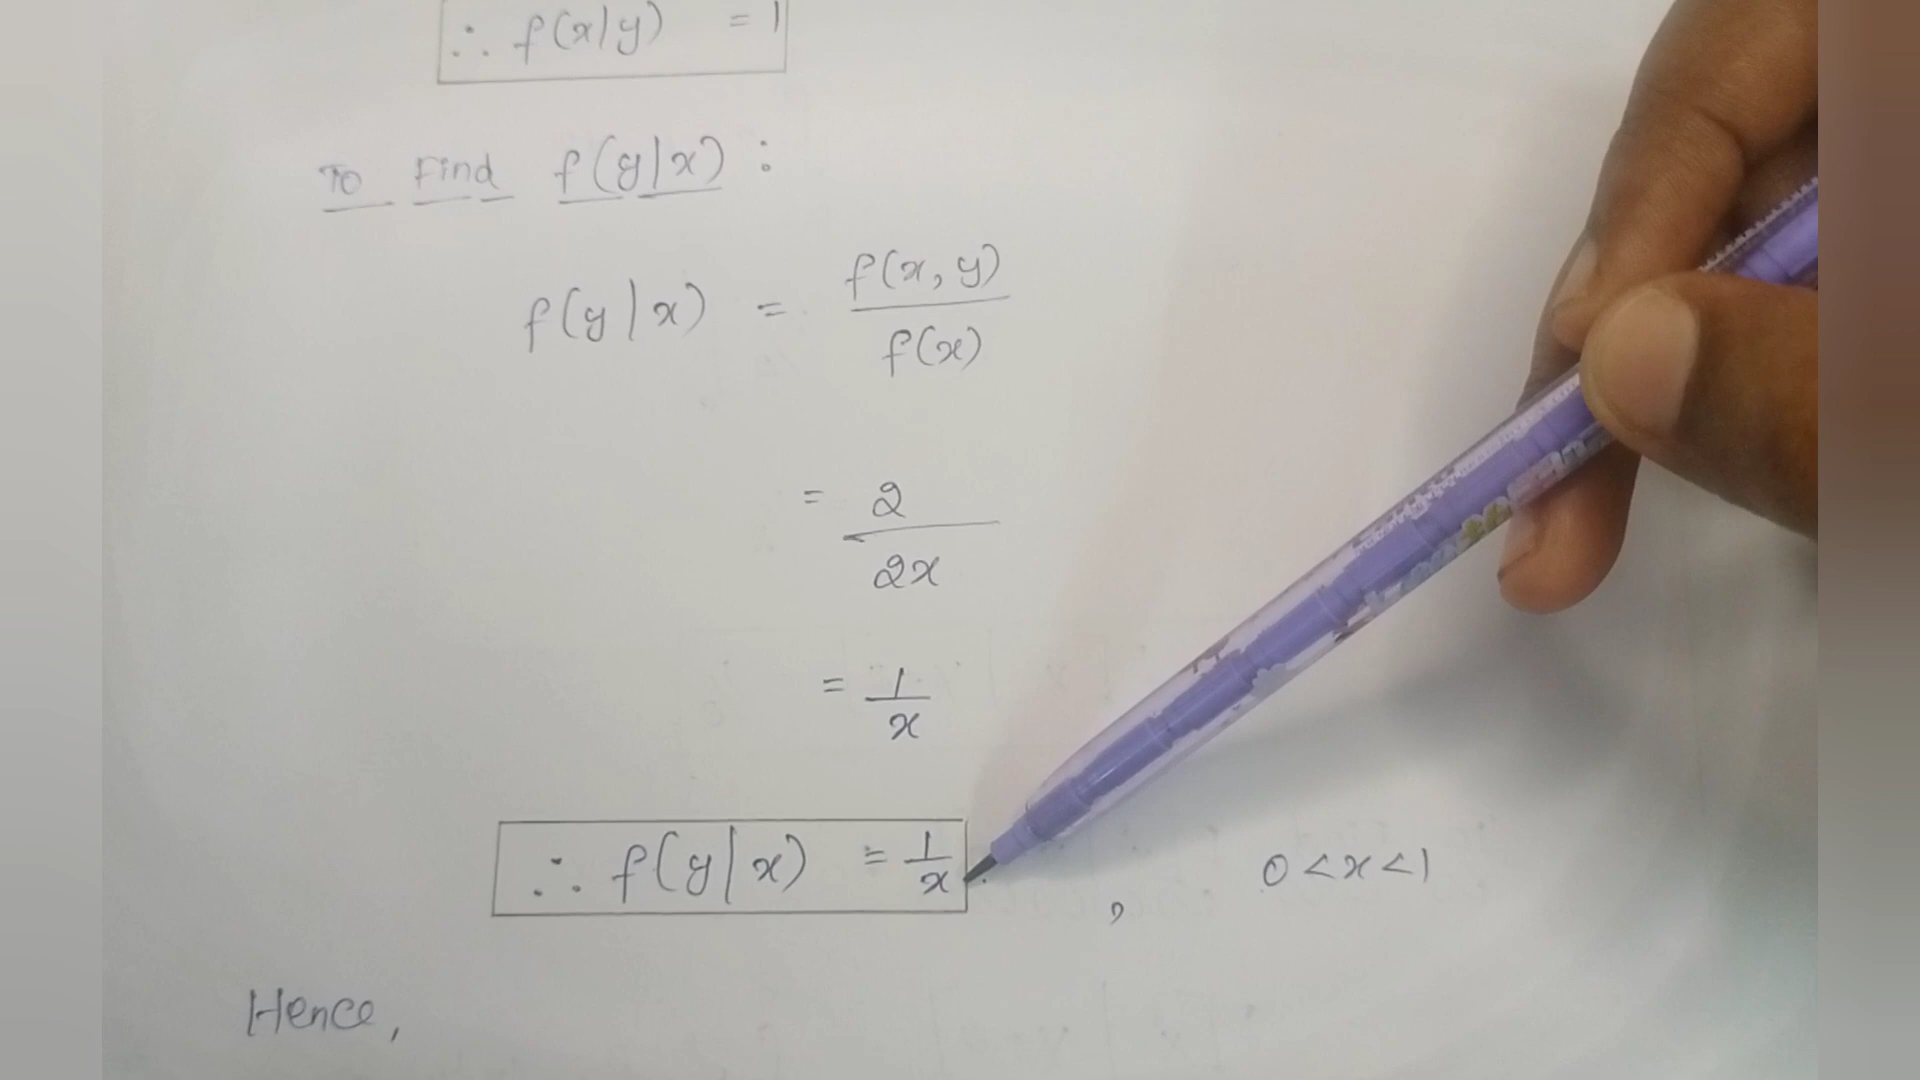 ∴ f(x|y) = 1
To Find f(y|x) :
f(y|x) = f(x,y) / f(x)
= 2 / 2x
= 1 / x
∴ f(y|x) = 1/x , 0<x<1
Hence,